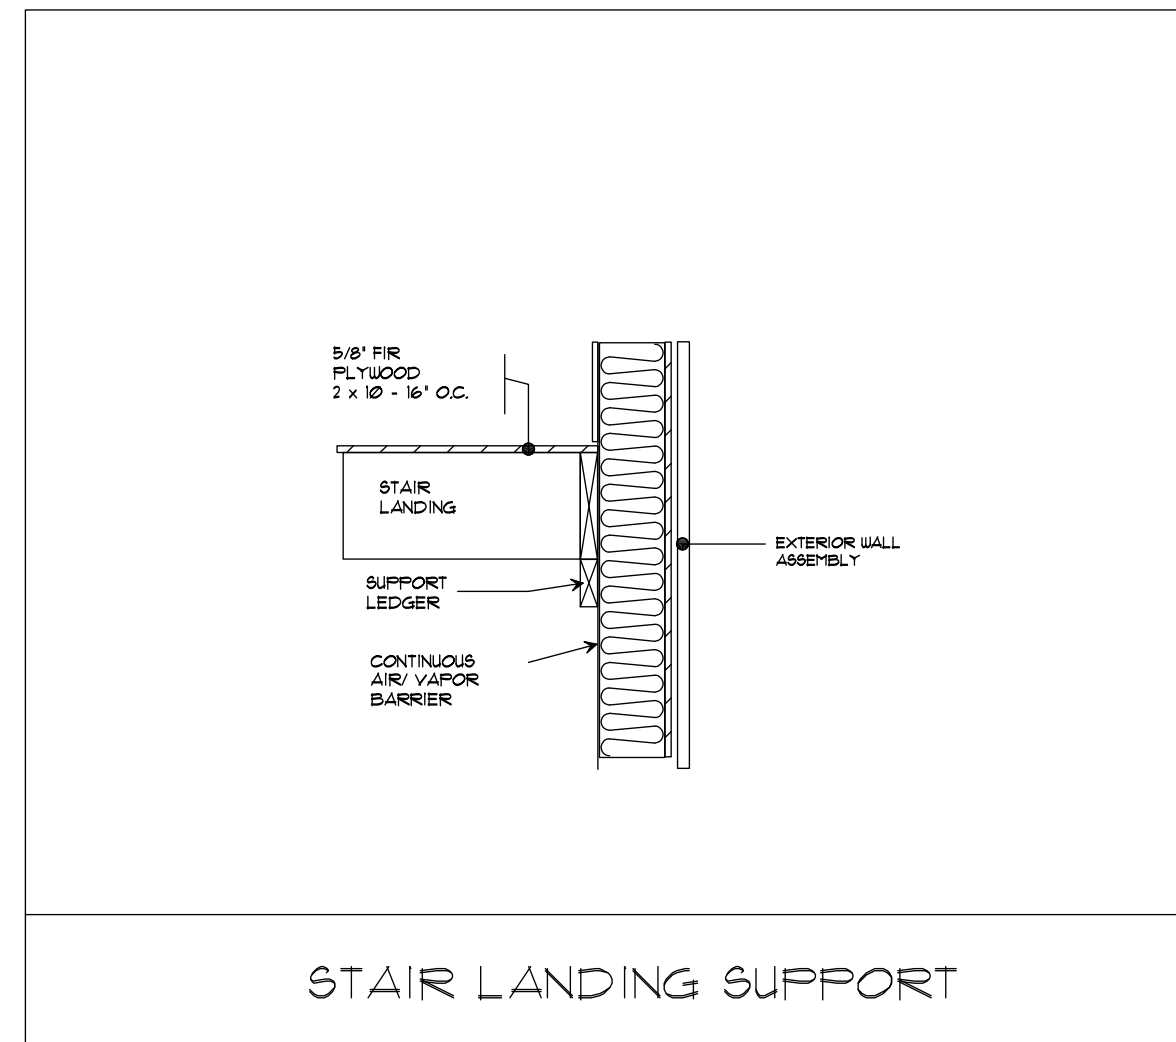 5/8" FIR
PLYWOOD
2 x 10 - 16" O.C.
STAIR
LANDING
EXTERIOR WALL
ASSEMBLY
SUPPORT
LEDGER
CONTINUOUS
AIR/ VAPOR
BARRIER
STAIR LANDING SUPPORT